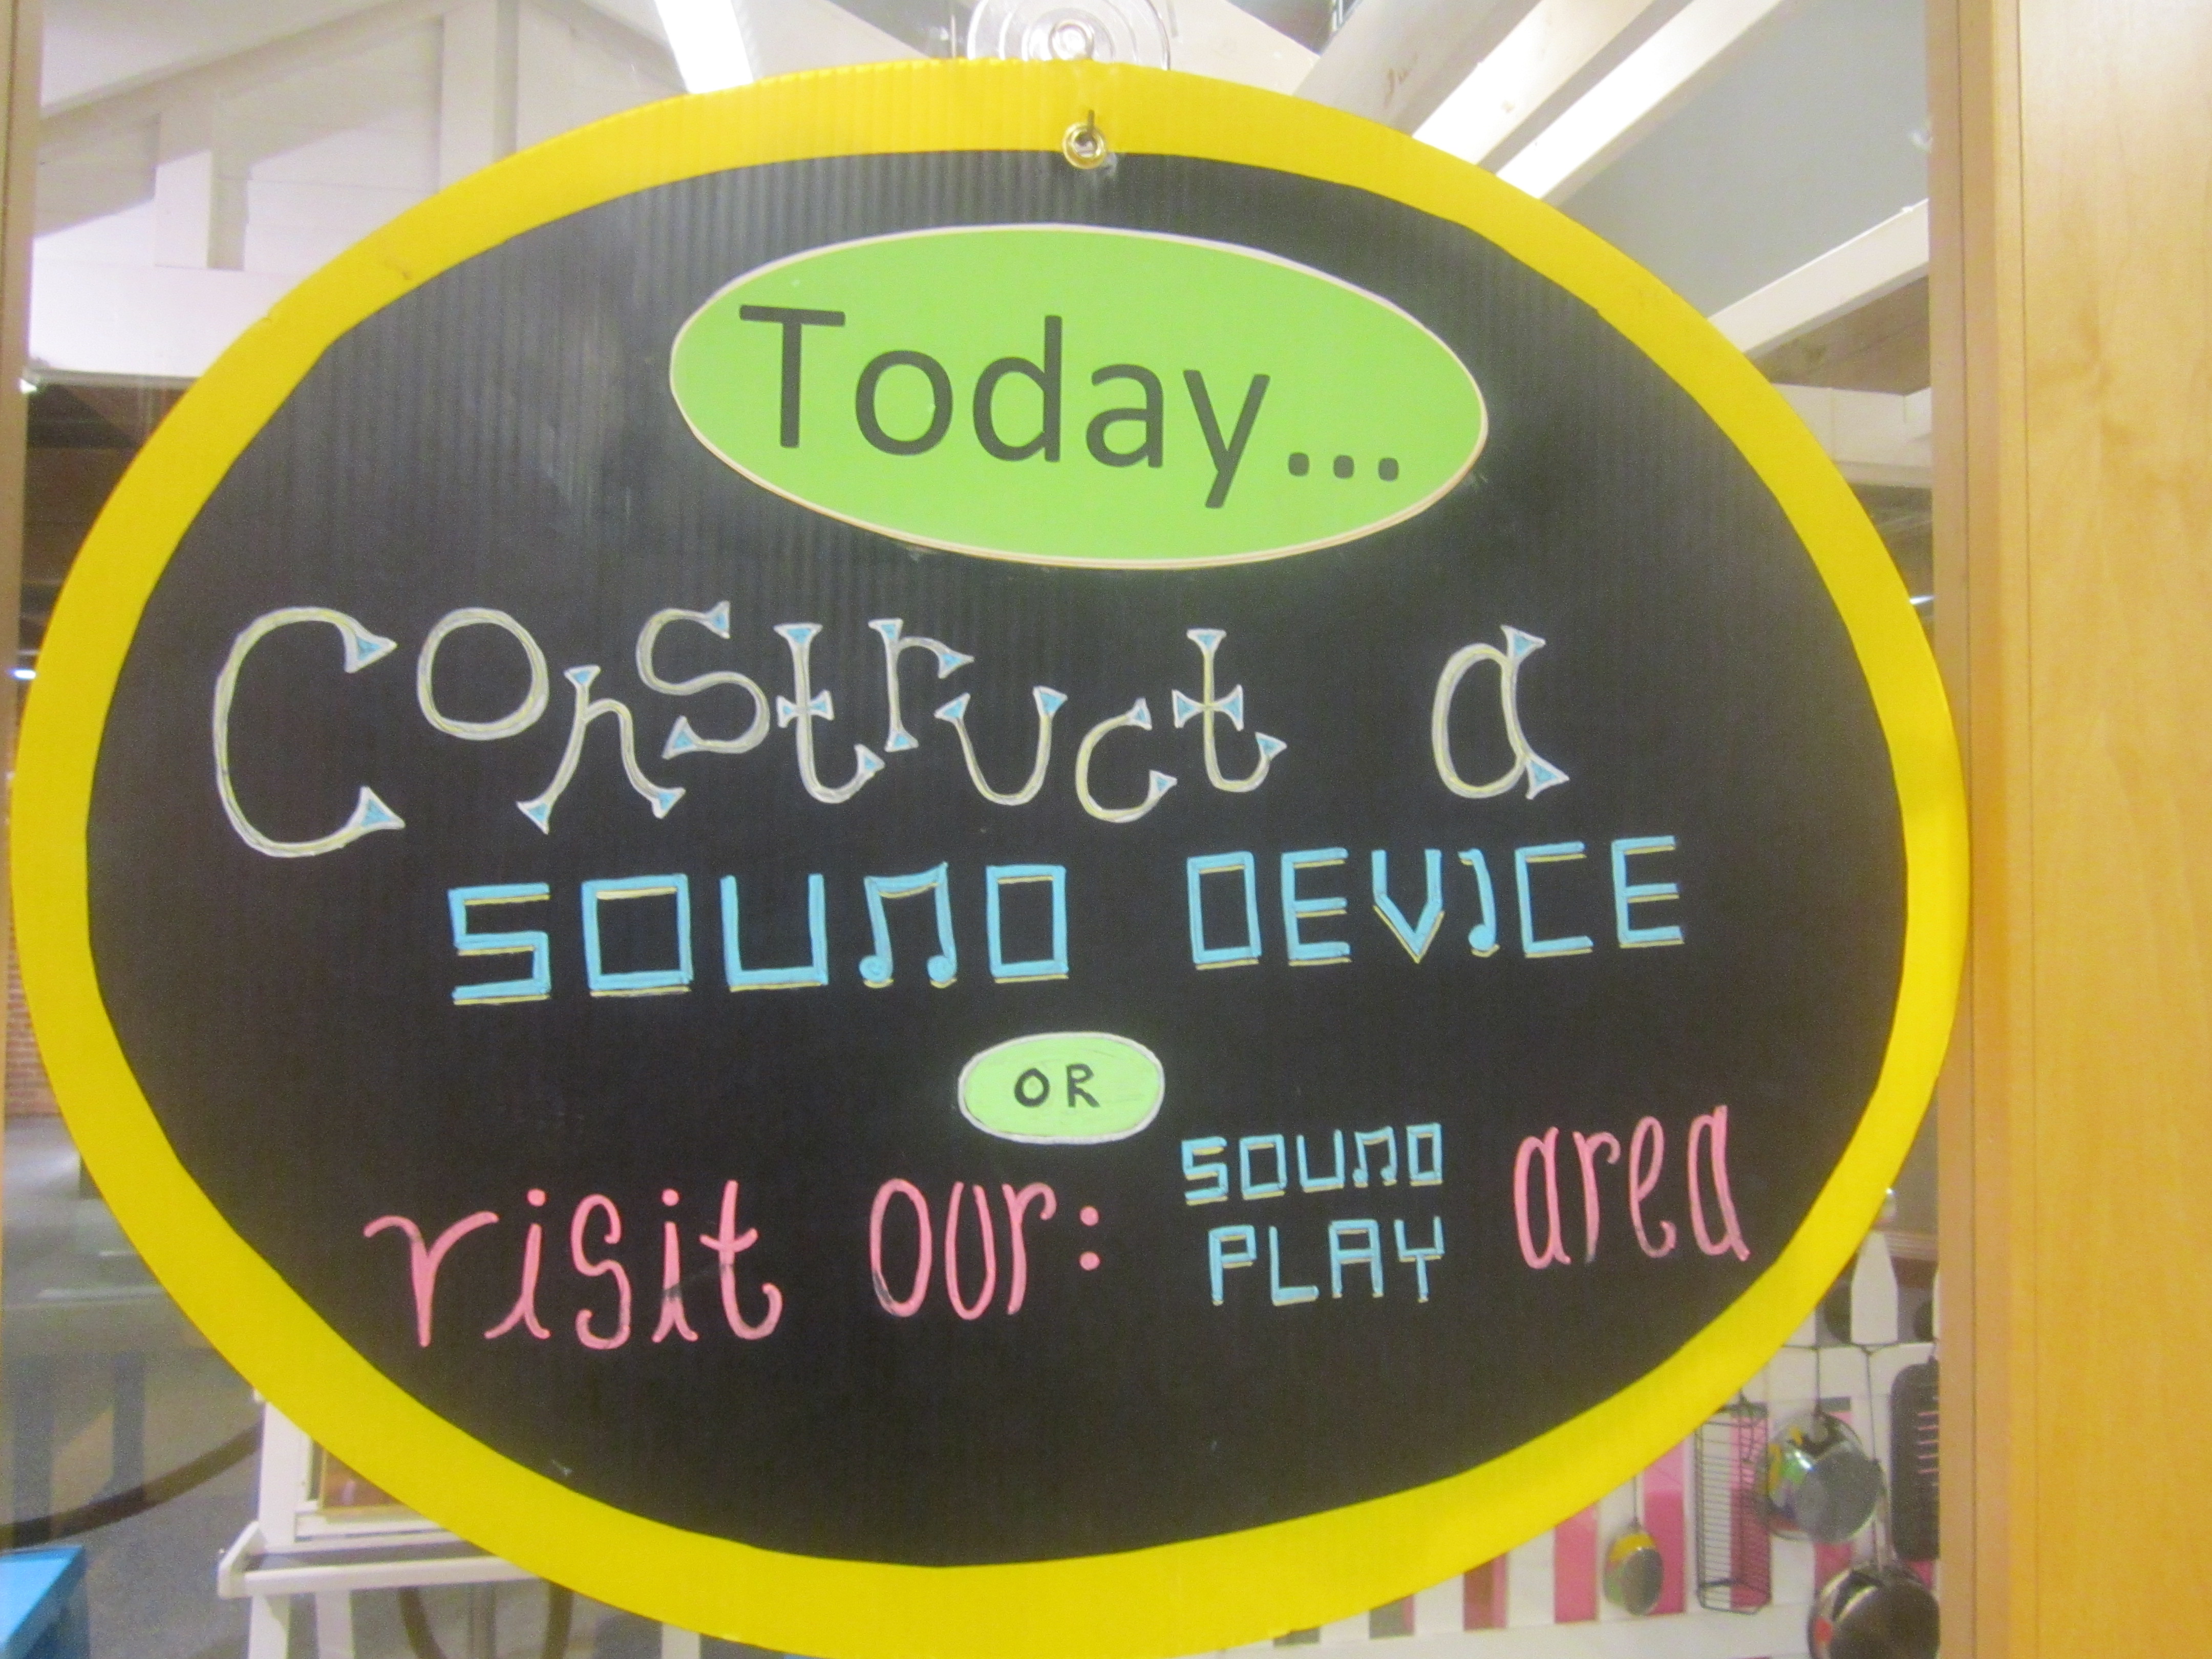 Today...
Construct a
SOUND DEVICE
OR
visit our: SOUND PLAY area